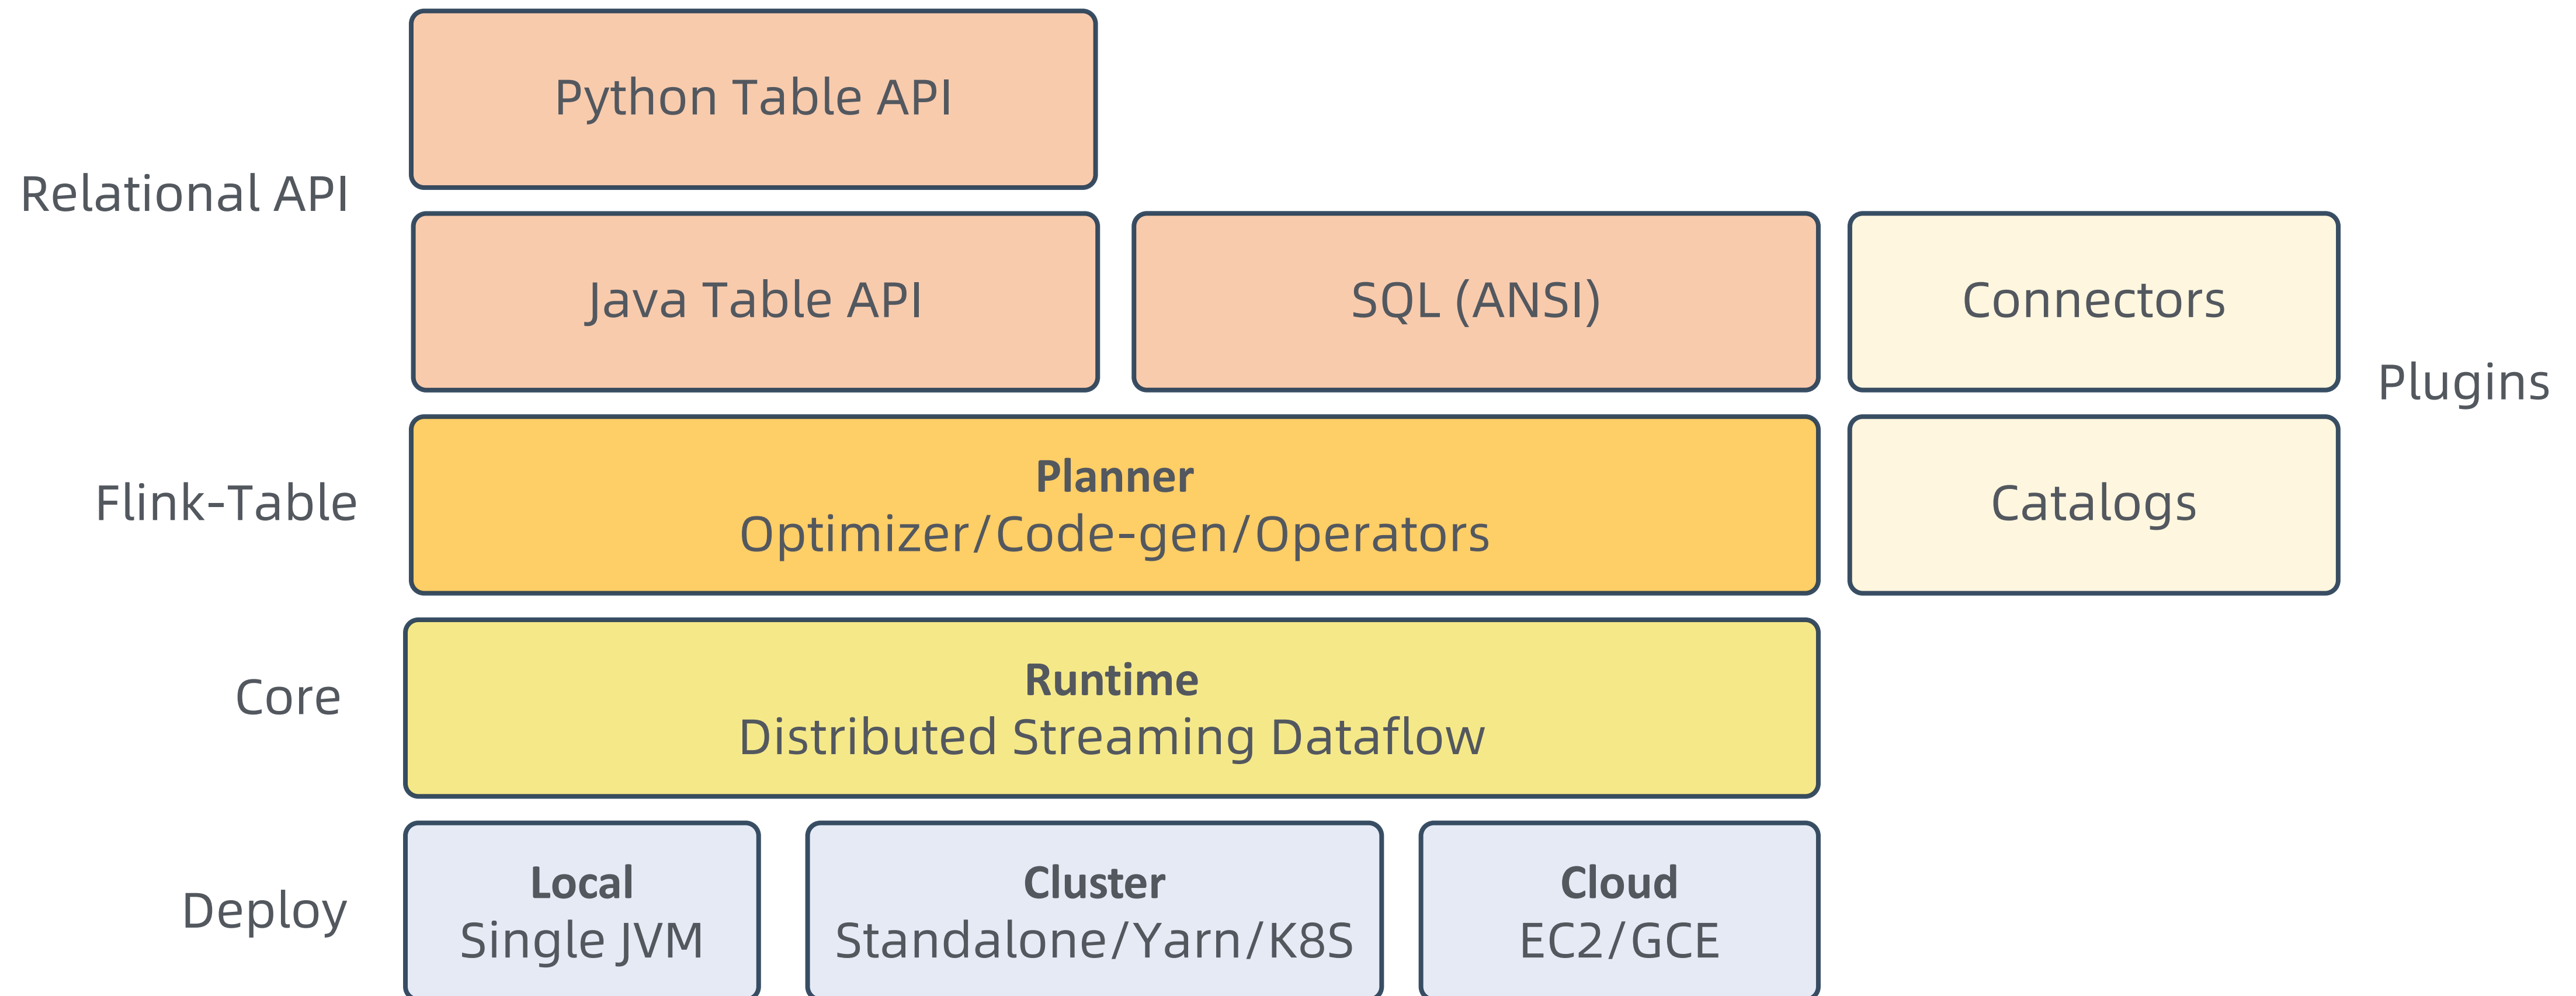 Python Table API
Relational API
Java Table API
SQL (ANSI)
Connectors
Plugins
Flink-Table
Planner
Optimizer/Code-gen/Operators
Catalogs
Core
Runtime
Distributed Streaming Dataflow
Deploy
Local
Single JVM
Cluster
Standalone/Yarn/K8S
Cloud
EC2/GCE